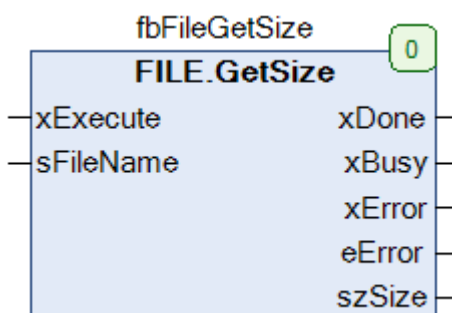 fbFileGetSize
0
FILE.GetSize
xExecute xDone
sFileName xBusy
xError
eError
szSize